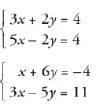 3x + 2y = 4
5x − 2y = 4
x + 6y = −4
3x − 5y = 11